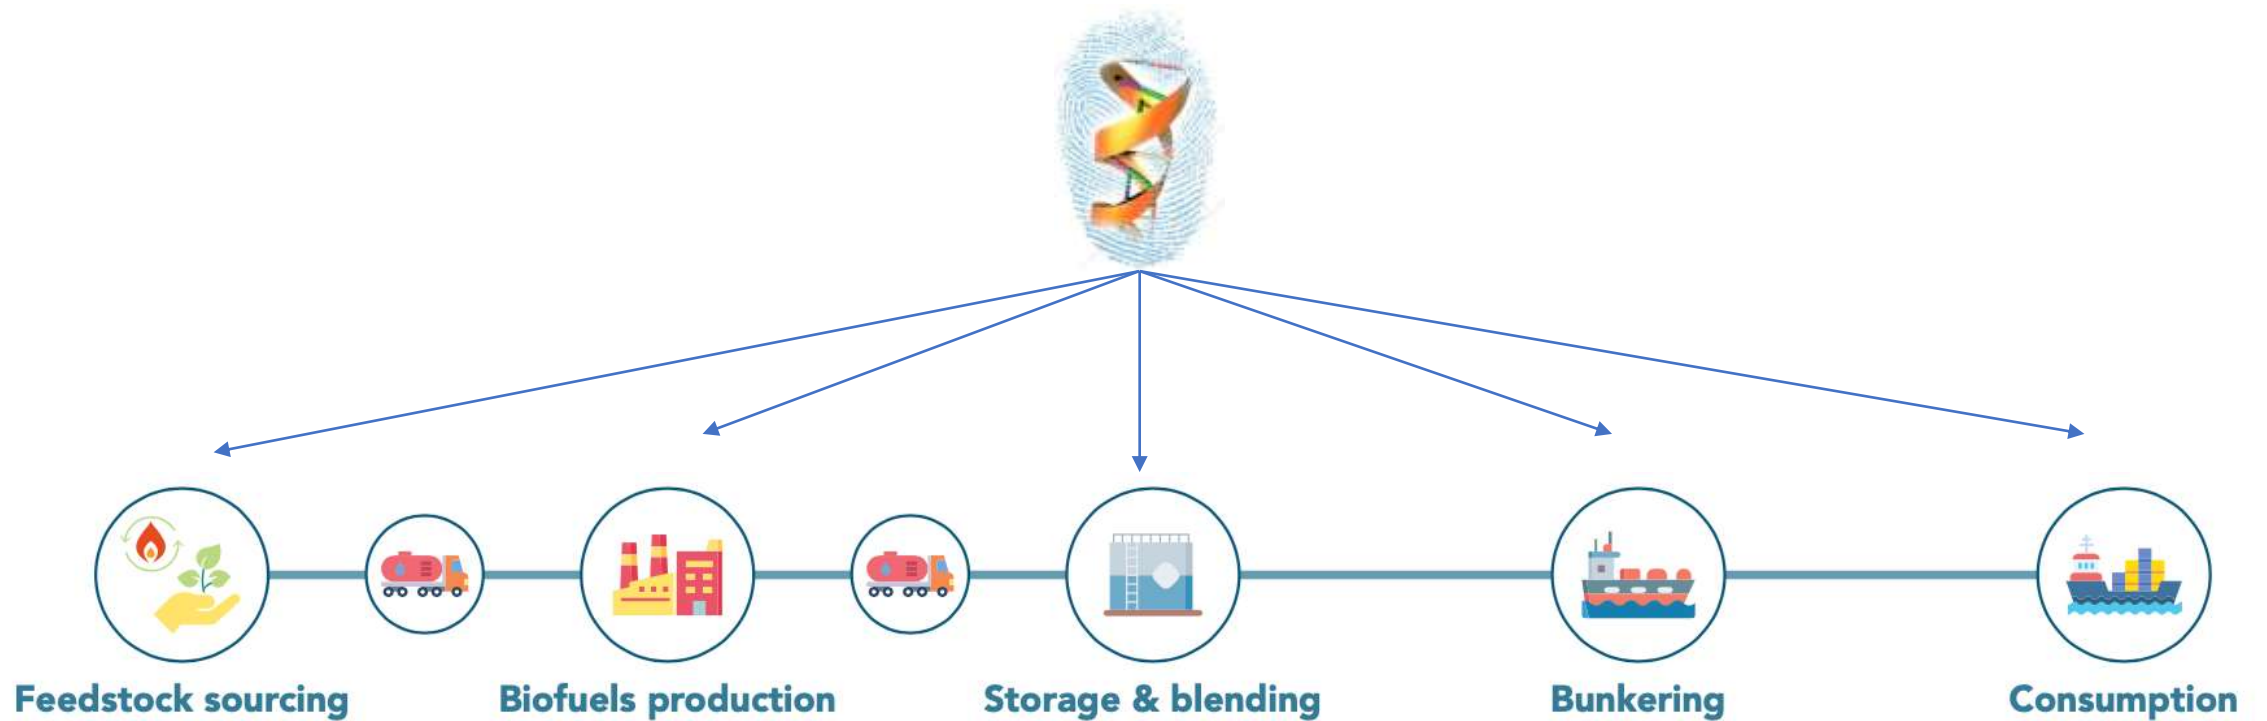 Feedstock sourcing
Biofuels production
Storage & blending
Bunkering
Consumption